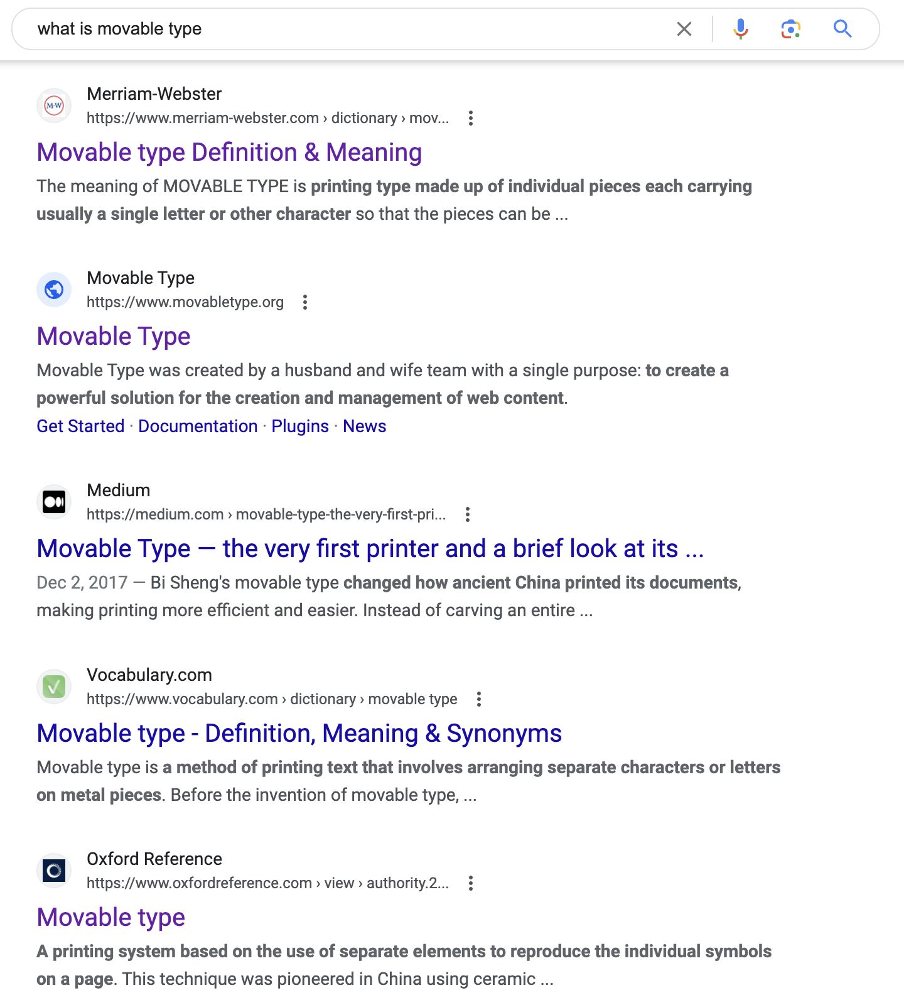 what is movable type
M-W
Merriam-Webster
https://www.merriam-webster.com › dictionary › mov...
Movable type Definition & Meaning
The meaning of MOVABLE TYPE is printing type made up of individual pieces each carrying
usually a single letter or other character so that the pieces can be ...
Movable Type
https://www.movabletype.org
Movable Type
Movable Type was created by a husband and wife team with a single purpose: to create a
powerful solution for the creation and management of web content.
Get Started · Documentation · Plugins · News
Medium
https://medium.com › movable-type-the-very-first-pri...
Movable Type — the very first printer and a brief look at its ...
Dec 2, 2017 — Bi Sheng's movable type changed how ancient China printed its documents,
making printing more efficient and easier. Instead of carving an entire ...
Vocabulary.com
https://www.vocabulary.com › dictionary › movable type
Movable type - Definition, Meaning & Synonyms
Movable type is a method of printing text that involves arranging separate characters or letters
on metal pieces. Before the invention of movable type, ...
Oxford Reference
https://www.oxfordreference.com › view › authority.2...
Movable type
A printing system based on the use of separate elements to reproduce the individual symbols
on a page. This technique was pioneered in China using ceramic ...